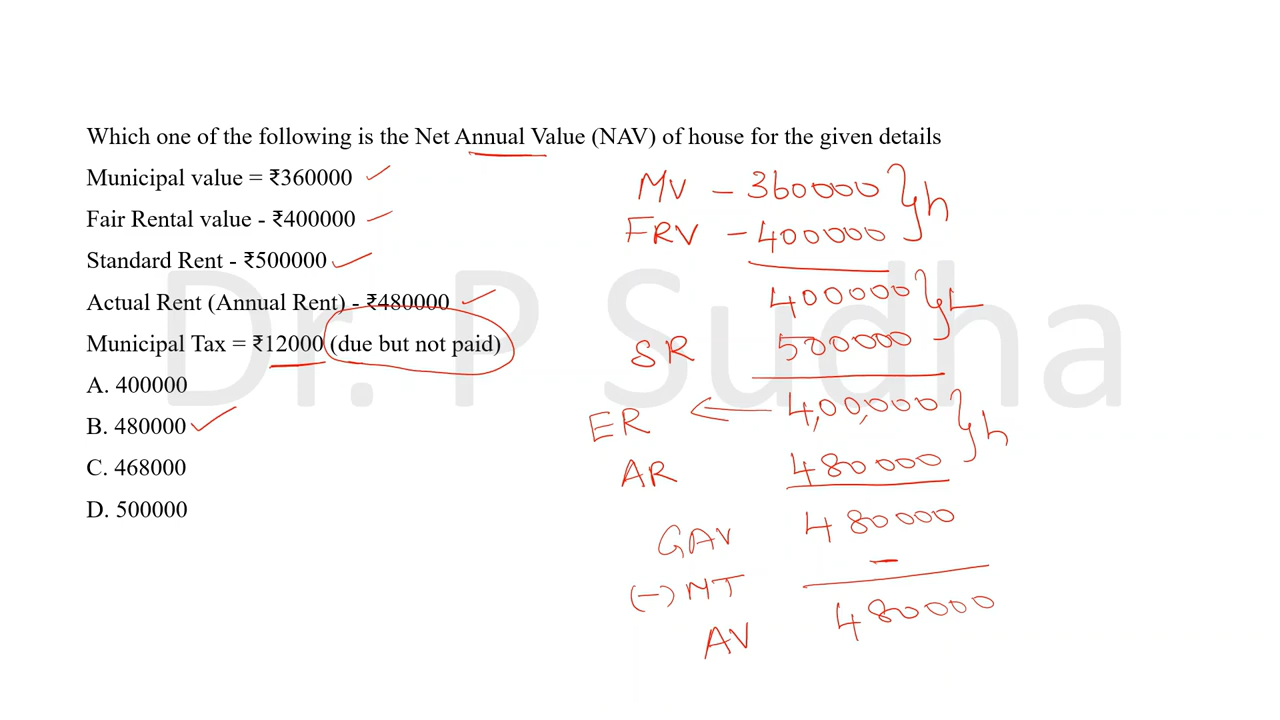 Which one of the following is the Net Annual Value (NAV) of house for the given details
Municipal value = ₹360000
Fair Rental value - ₹400000
Standard Rent - ₹500000
Actual Rent (Annual Rent) - ₹480000
Municipal Tax = ₹12000 (due but not paid)
A. 400000
B. 480000
C. 468000
D. 500000
MV - 360000
FRV - 400000
h
400000
SR 500000
L
ER ← 4,00,000
AR 480000
h
GAV 480000
(-) MT -
AV 480000
Dr. P Sudha